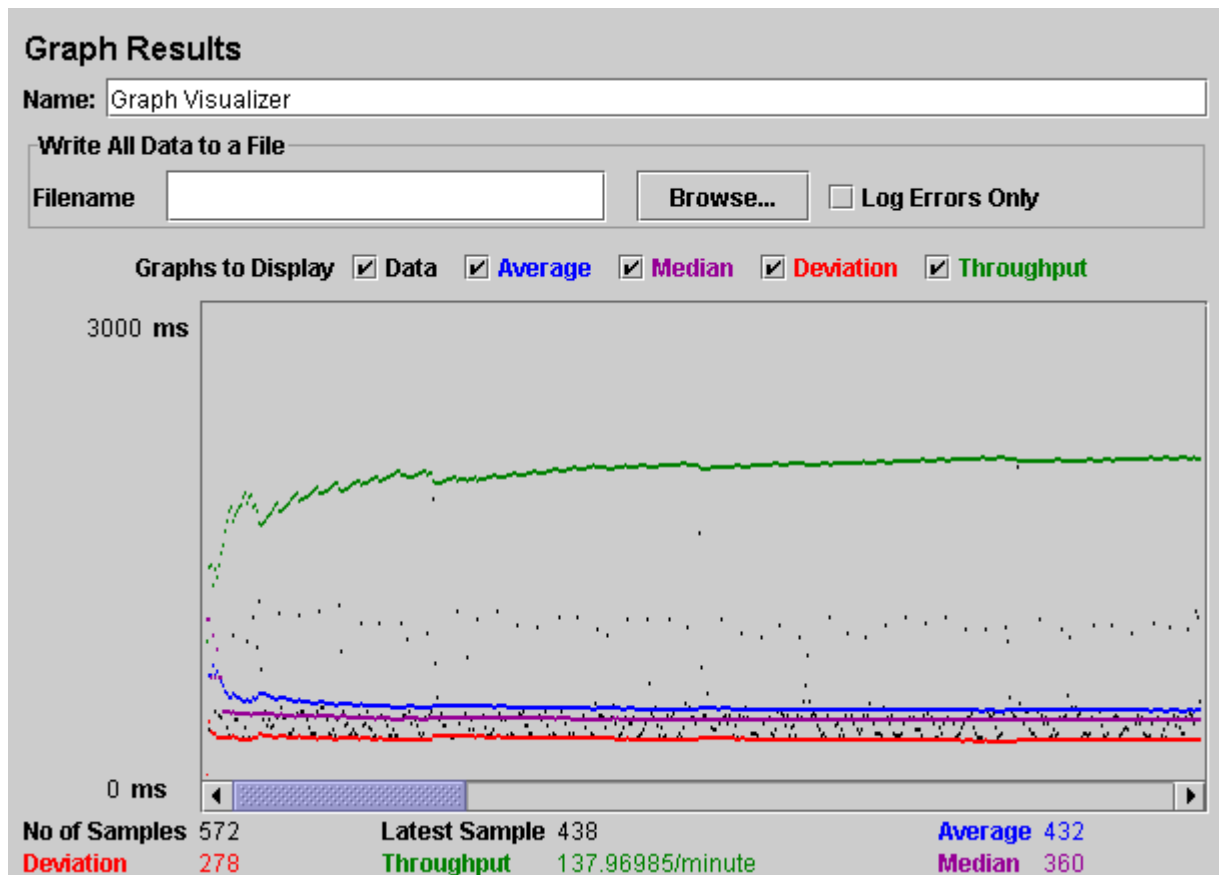 Graph Results
Name: Graph Visualizer
Write All Data to a File
Filename Browse... Log Errors Only
Graphs to Display Data Average Median Deviation Throughput
3000 ms
0 ms
No of Samples 572 Latest Sample 438 Average 432
Deviation 278 Throughput 137.96985/minute Median 360